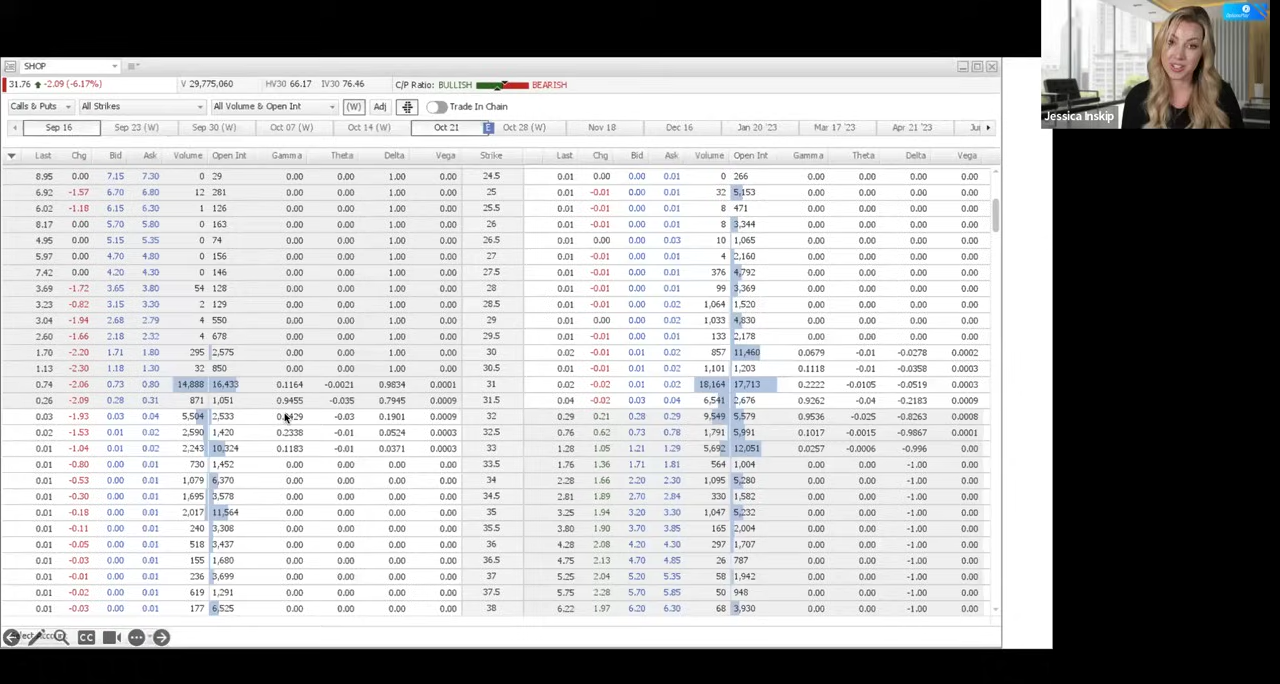 Jessica Inskip
SHOP
31.76 -2.09 (-6.17%) V 29,775,060 HV30 66.17 IV30 76.46 C/P Ratio: BULLISH BEARISH
Calls & Puts All Strikes All Volume & Open Int (W) Adj Trade In Chain
Sep 16 Sep 23 (W) Sep 30 (W) Oct 07 (W) Oct 14 (W) Oct 21 E Oct 28 (W) Nov 18 Dec 16 Jan 20 '23 Mar 17 '23 Apr 21 '23
Last Chg Bid Ask Volume Open Int Gamma Theta Delta Vega Strike Last Chg Bid Ask Volume Open Int Gamma Theta Delta Vega
8.95 0.00 7.15 7.30 0 29 0.00 0.00 1.00 0.00 24.5 0.01 0.00 0.00 0.01 0 266 0.00 0.00 0.00 0.00
6.92 -1.57 6.70 6.80 12 281 0.00 0.00 1.00 0.00 25 0.01 -0.01 0.00 0.01 32 5,153 0.00 0.00 0.00 0.00
6.02 -1.18 6.15 6.30 1 126 0.00 0.00 1.00 0.00 25.5 0.01 -0.01 0.00 0.01 8 471 0.00 0.00 0.00 0.00
8.17 0.00 5.70 5.80 0 163 0.00 0.00 1.00 0.00 26 0.01 -0.01 0.00 0.01 8 3,344 0.00 0.00 0.00 0.00
4.95 0.00 5.15 5.35 0 74 0.00 0.00 1.00 0.00 26.5 0.01 0.00 0.00 0.03 10 1,065 0.00 0.00 0.00 0.00
5.97 0.00 4.70 4.80 0 156 0.00 0.00 1.00 0.00 27 0.01 -0.01 0.00 0.01 4 2,160 0.00 0.00 0.00 0.00
7.42 0.00 4.20 4.30 0 146 0.00 0.00 1.00 0.00 27.5 0.01 -0.01 0.00 0.01 376 4,792 0.00 0.00 0.00 0.00
3.69 -1.72 3.65 3.80 54 128 0.00 0.00 1.00 0.00 28 0.01 -0.01 0.00 0.01 99 3,369 0.00 0.00 0.00 0.00
3.23 -0.82 3.15 3.30 2 129 0.00 0.00 1.00 0.00 28.5 0.01 -0.01 0.00 0.02 1,064 1,520 0.00 0.00 0.00 0.00
3.04 -1.94 2.68 2.79 4 550 0.00 0.00 1.00 0.00 29 0.01 0.00 0.00 0.01 1,033 4,830 0.00 0.00 0.00 0.00
2.60 -1.66 2.18 2.32 4 678 0.00 0.00 1.00 0.00 29.5 0.01 -0.01 0.00 0.02 133 2,178 0.00 0.00 0.00 0.00
1.70 -2.20 1.71 1.80 295 2,575 0.00 0.00 1.00 0.00 30 0.02 -0.01 0.01 0.02 857 11,460 0.0679 -0.01 -0.0278 0.0002
1.13 -2.30 1.18 1.30 32 850 0.00 0.00 1.00 0.00 30.5 0.01 -0.01 0.01 0.02 1,101 1,203 0.1118 -0.01 -0.0358 0.0003
0.74 -2.06 0.73 0.80 14,888 16,433 0.1164 -0.0021 0.9834 0.0001 31 0.02 -0.02 0.01 0.02 18,164 17,713 0.2222 -0.0105 -0.0519 0.0003
0.26 -2.09 0.28 0.31 871 1,051 0.9455 -0.035 0.7945 0.0009 31.5 0.04 -0.02 0.03 0.04 6,541 2,676 0.9262 -0.04 -0.2183 0.0009
0.03 -1.93 0.03 0.04 5,504 2,533 -0.03 0.1901 0.0009 32 0.29 0.21 0.28 0.29 9,549 5,579 0.9536 -0.025 -0.8263 0.0008
0.02 -1.53 0.01 0.02 2,590 1,420 0.2338 -0.01 0.0524 0.0003 32.5 0.76 0.62 0.73 0.78 1,791 5,991 0.1017 -0.0015 -0.9867 0.0001
0.01 -1.04 0.01 0.02 2,243 10,324 0.1183 -0.01 0.0371 0.0003 33 1.28 1.05 1.21 1.29 5,692 12,051 0.0257 -0.0006 -0.996 0.00
0.01 -0.80 0.00 0.01 730 1,452 0.00 0.00 0.00 0.00 33.5 1.76 1.36 1.71 1.81 564 1,004 0.00 0.00 -1.00 0.00
0.01 -0.53 0.00 0.01 1,079 6,370 0.00 0.00 0.00 0.00 34 2.28 1.66 2.20 2.30 1,095 5,280 0.00 0.00 -1.00 0.00
0.01 -0.30 0.00 0.01 1,695 3,578 0.00 0.00 0.00 0.00 34.5 2.81 1.89 2.70 2.84 330 1,582 0.00 0.00 -1.00 0.00
0.01 -0.18 0.00 0.01 2,017 11,564 0.00 0.00 0.00 0.00 35 3.25 1.94 3.20 3.30 1,047 5,232 0.00 0.00 -1.00 0.00
0.01 -0.11 0.00 0.01 240 3,308 0.00 0.00 0.00 0.00 35.5 3.80 1.90 3.70 3.85 165 2,004 0.00 0.00 -1.00 0.00
0.01 -0.05 0.00 0.01 518 3,437 0.00 0.00 0.00 0.00 36 4.28 2.08 4.20 4.30 297 1,707 0.00 0.00 -1.00 0.00
0.01 -0.03 0.00 0.01 155 1,680 0.00 0.00 0.00 0.00 36.5 4.75 2.13 4.70 4.85 26 787 0.00 0.00 -1.00 0.00
0.01 -0.01 0.00 0.01 236 3,699 0.00 0.00 0.00 0.00 37 5.25 2.04 5.20 5.35 58 1,942 0.00 0.00 -1.00 0.00
0.01 -0.02 0.00 0.01 619 1,291 0.00 0.00 0.00 0.00 37.5 5.75 2.28 5.70 5.85 50 948 0.00 0.00 -1.00 0.00
0.01 -0.03 0.00 0.01 177 6,525 0.00 0.00 0.00 0.00 38 6.22 1.97 6.20 6.30 68 3,930 0.00 0.00 -1.00 0.00
CC